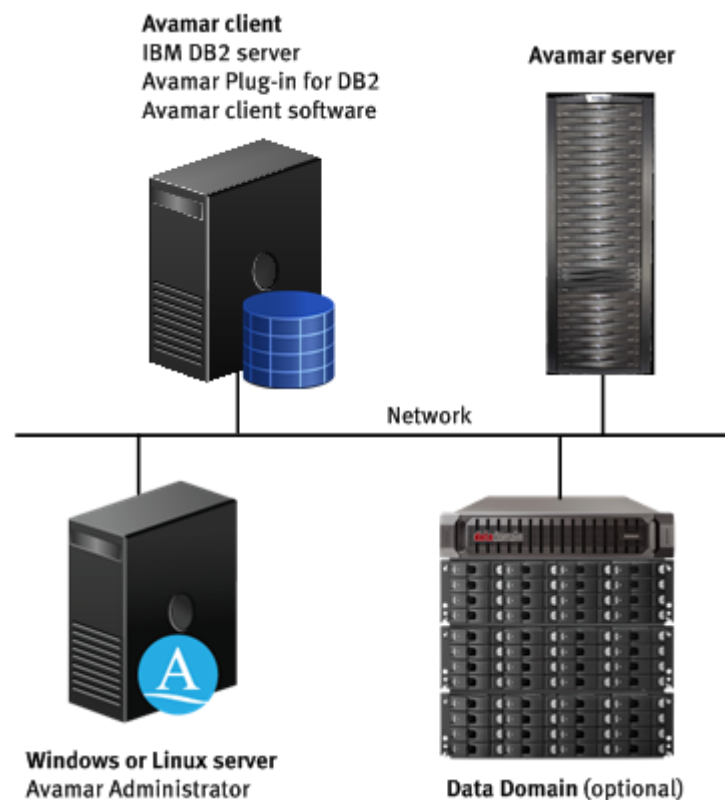 Avamar client
IBM DB2 server
Avamar Plug-in for DB2
Avamar client software
Avamar server
Network
A
Windows or Linux server
Avamar Administrator
Data Domain (optional)